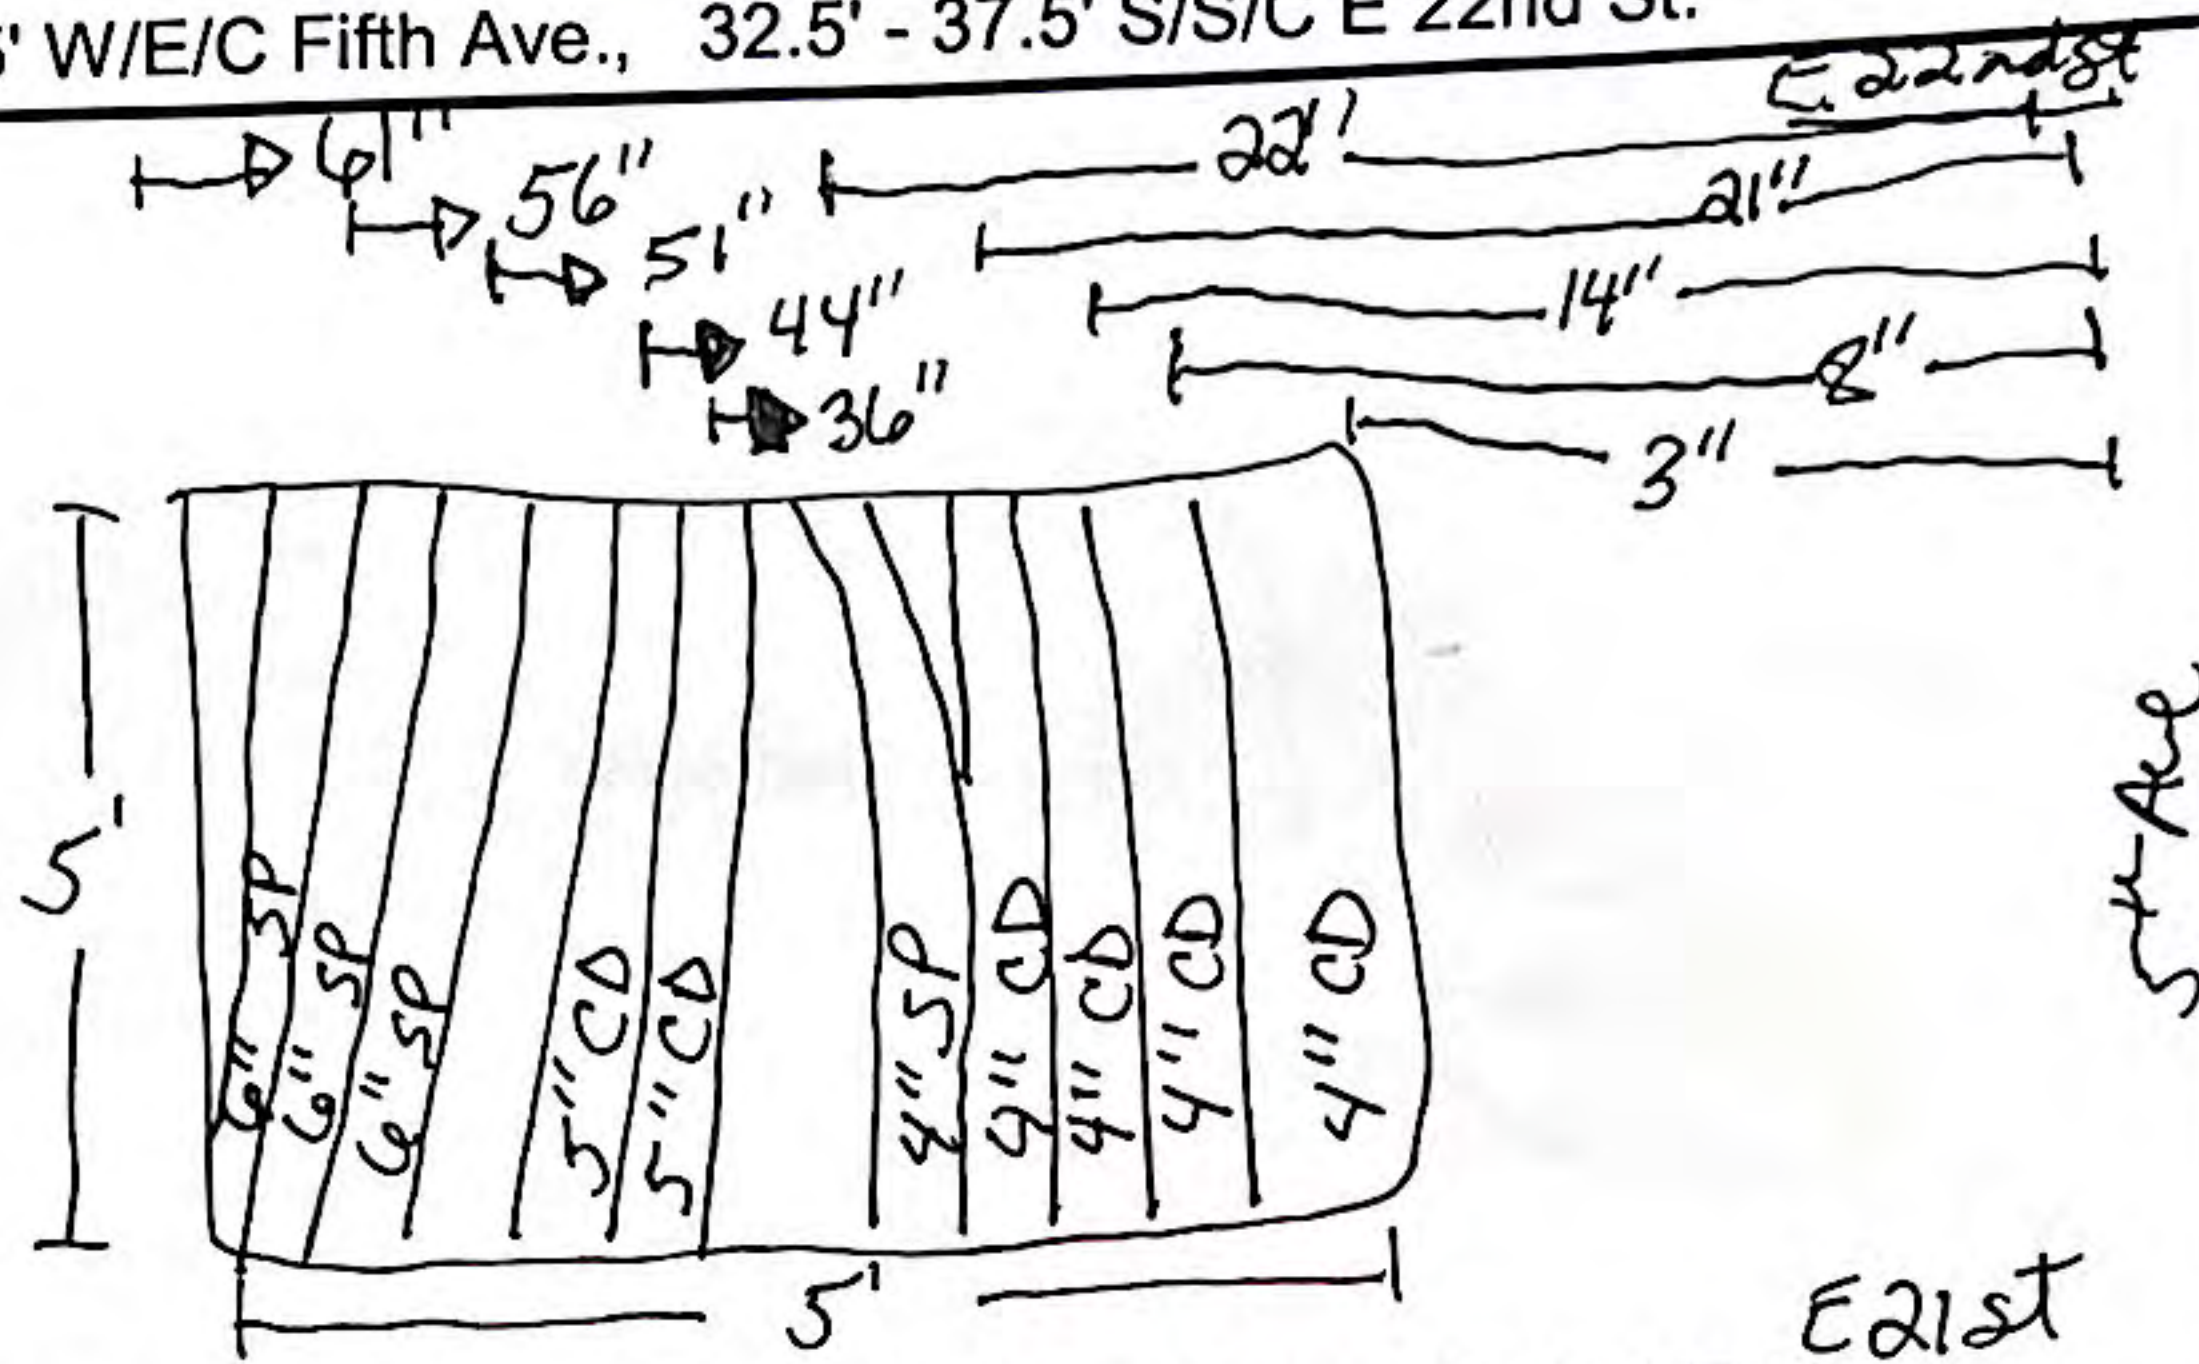 ' W/E/C Fifth Ave., 32.5' - 37.5' S/S/C E 22nd St.
E 22nd st
61"
22"
56"
21"
51"
14"
44"
8"
36"
3"
5'
6" SP
6" SP
6" SP
5" CD
5" CD
4" SP
4" CD
4" CD
4" CD
4" CD
5th Ave
5'
E 21st